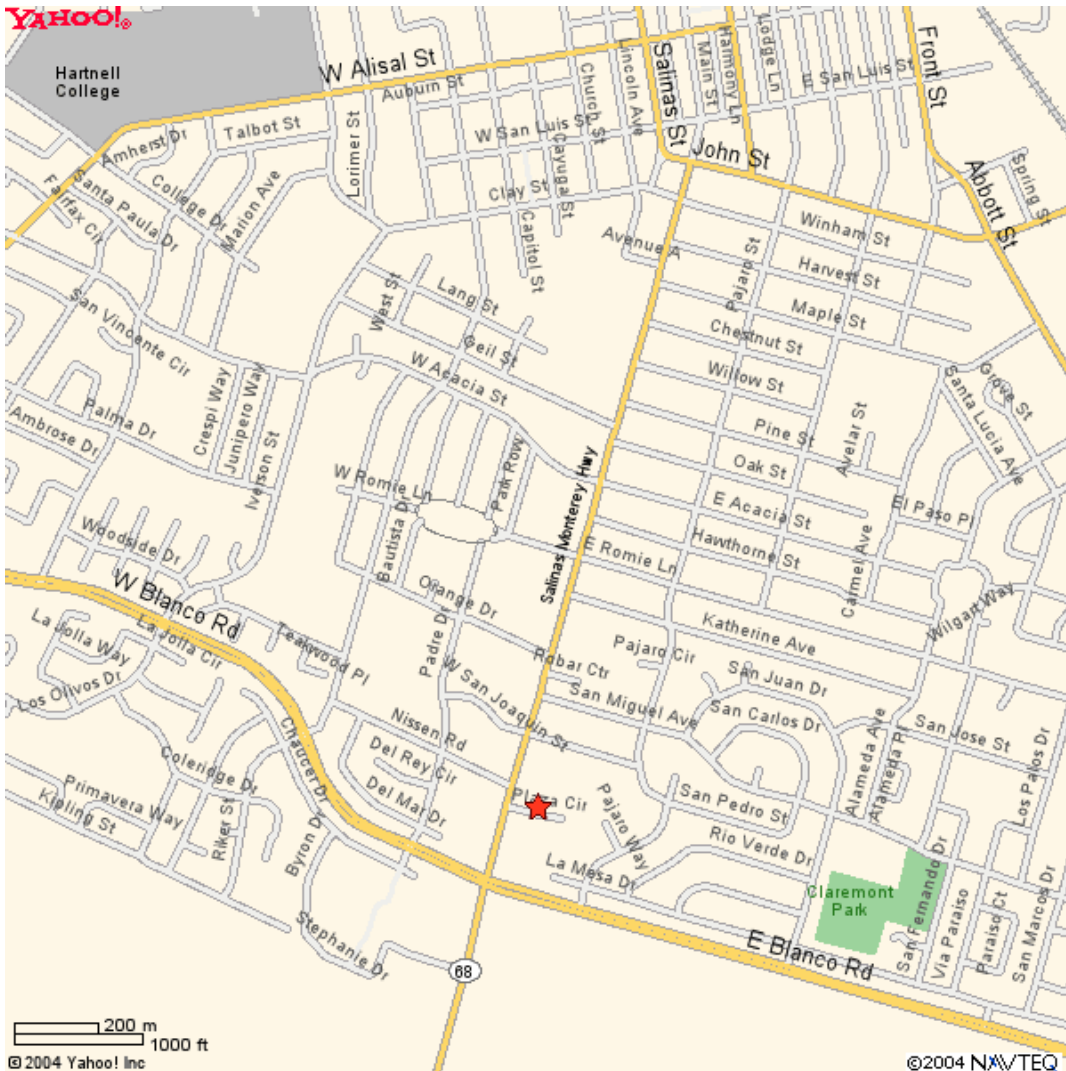 YAHOO!®
Hartnell
College
W Alisal St
Auburn St
Salinas St
Lincoln Ave
Church St
Main St
Harmony Ln
Lodge Ln
E San Luis St
Front St
Amherst Dr
Talbot St
Lorimer St
W San Luis St
Cayuga St
John St
Abbott St
Spring St
Fairfax Cir
Santa Paula Dr
College Dr
Marion Ave
Clay St
Capitol St
Avenue A
Pajaro St
Winham St
Harvest St
Maple St
Chestnut St
Willow St
San Vincente Cir
West St
Lang St
Geil St
W Acacia St
Grove St
Santa Lucia Ave
Crespi Way
Junipero Way
Palma Dr
Ambrose Dr
Iverson St
Pine St
Avelar St
Oak St
W Romie Ln
Park Row
Salinas Monterey Hwy
E Acacia St
El Paso Pl
Woodside Dr
Bautista Dr
E Romie Ln
Hawthorne St
Carmel Ave
W Blanco Rd
Orange Dr
Padre Dr
Katherine Ave
Wilgart Way
La Jolla Way
La Jolla Cir
Teakwood Pl
Robar Ctr
Pajaro Cir
San Juan Dr
Los Olivos Dr
W San Joaquin St
San Miguel Ave
San Carlos Dr
San Jose St
Nissen Rd
Chaucer Dr
Del Rey Cir
Alameda Ave
Alameda Pl
Los Palos Dr
Coleridge Dr
Primavera Way
Kipling St
Riker St
Byron Dr
Del Mar Dr
Plaza Cir
Pajaro Way
San Pedro St
Rio Verde Dr
La Mesa Dr
Claremont
Park
San Fernando Dr
Via Paraiso
Paraiso Ct
San Marcos Dr
Stephanie Dr
E Blanco Rd
68
200 m
1000 ft
©2004 Yahoo! Inc
©2004 NAVTEQ